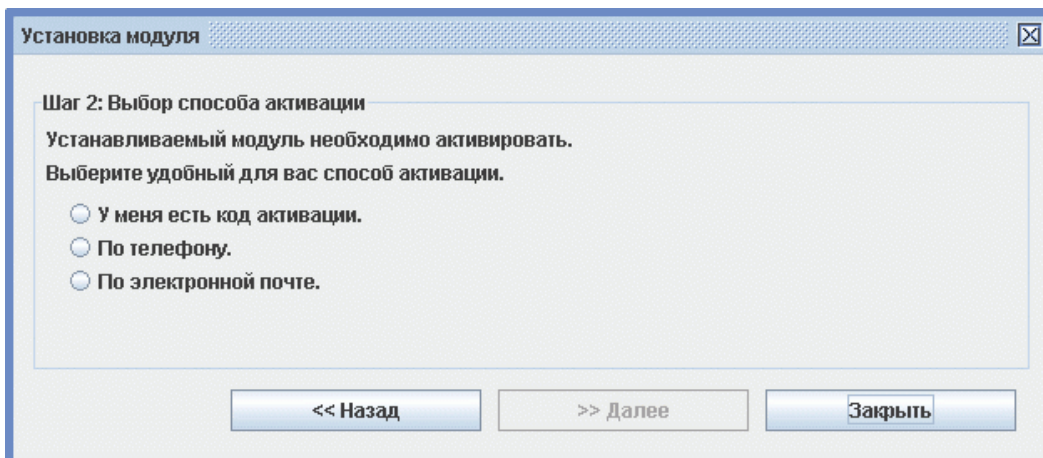 Установка модуля
Шаг 2: Выбор способа активации
Устанавливаемый модуль необходимо активировать.
Выберите удобный для вас способ активации.
У меня есть код активации.
По телефону.
По электронной почте.
<< Назад >> Далее Закрыть